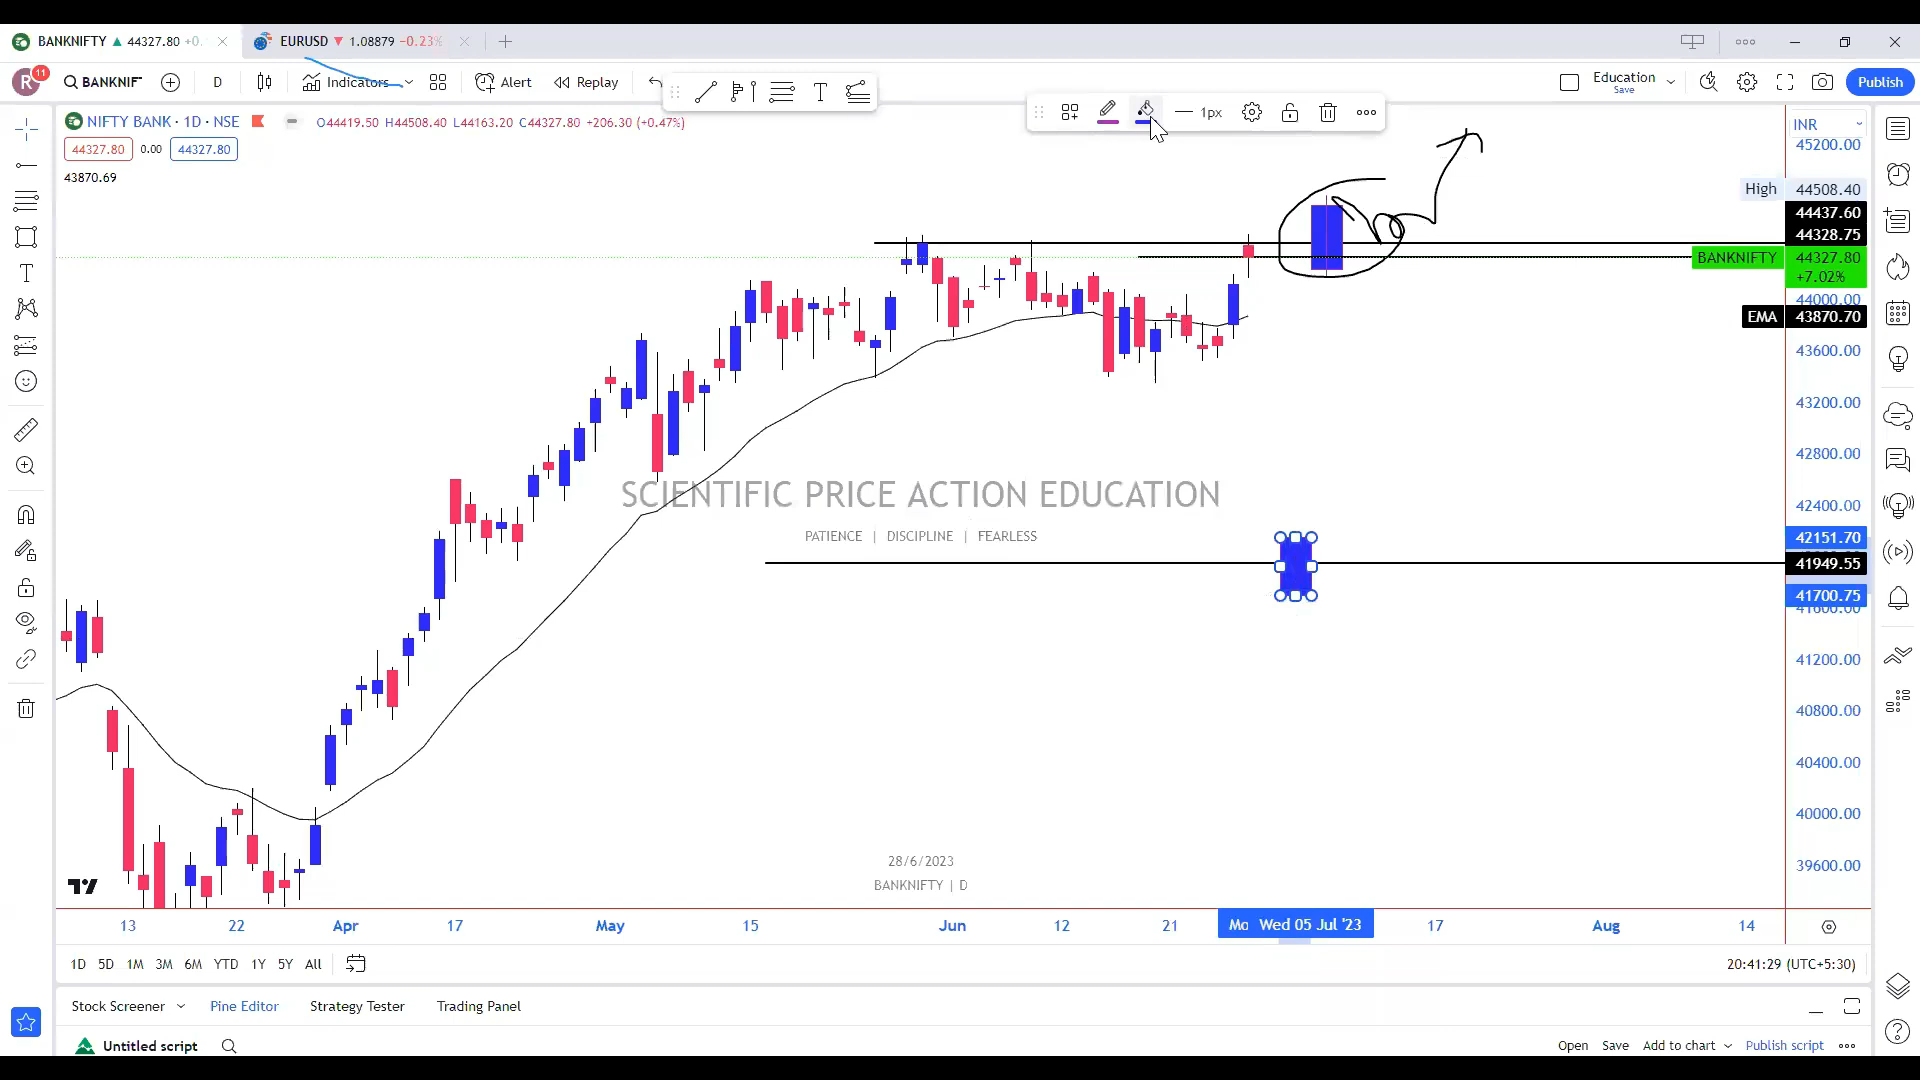 BANKNIFTY ▲ 44327.80 +0.
EURUSD ▼ 1.08879 −0.23%
R 11 BANKNIF D Indicators Alert Replay T Education Save Publish
1px
NIFTY BANK · 1D · NSE O44419.50 H44508.40 L44163.20 C44327.80 +206.30 (+0.47%)
44327.80 0.00 44327.80
43870.69
INR
45200.00
High 44508.40
44437.60
44328.75
BANKNIFTY 44327.80
+7.02%
44000.00
EMA 43870.70
43600.00
43200.00
42800.00
42400.00
42151.70
41949.55
41700.75
41600.00
41200.00
40800.00
40400.00
40000.00
39600.00
SCIENTIFIC PRICE ACTION EDUCATION
PATIENCE | DISCIPLINE | FEARLESS
28/6/2023
BANKNIFTY | D
13 22 Apr 17 May 15 Jun 12 21 Mo Wed 05 Jul '23 17 Aug 14
1D 5D 1M 3M 6M YTD 1Y 5Y All 20:41:29 (UTC+5:30)
Stock Screener Pine Editor Strategy Tester Trading Panel
Untitled script Open Save Add to chart Publish script